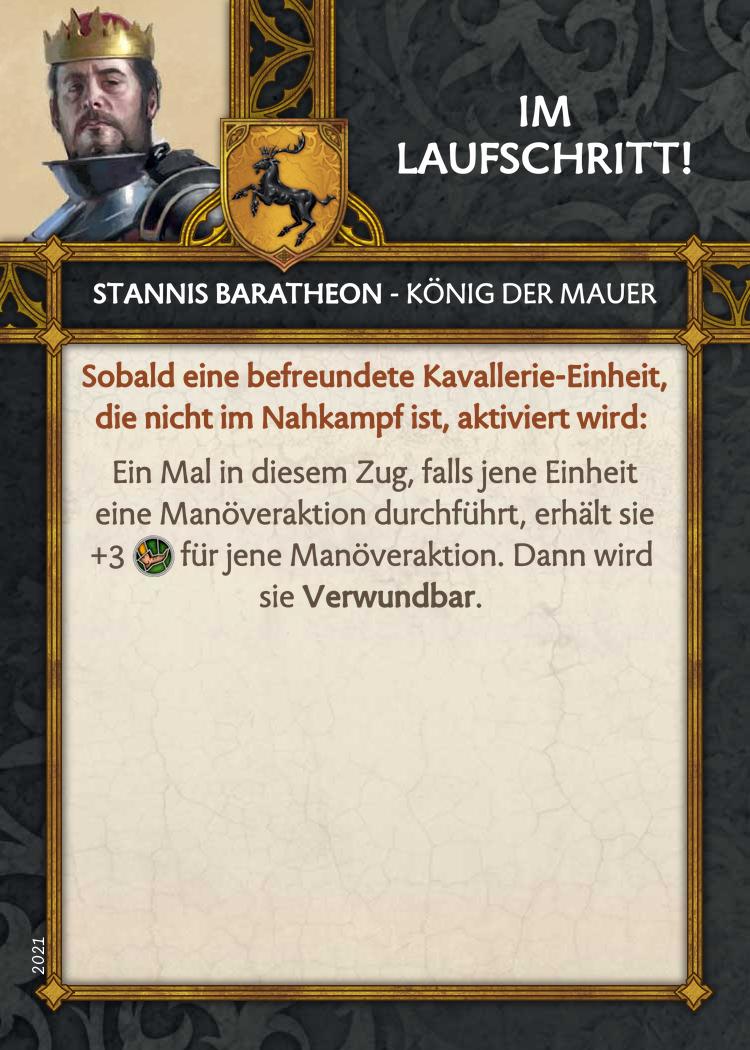 IM
LAUFSCHRITT!
STANNIS BARATHEON - KÖNIG DER MAUER
Sobald eine befreundete Kavallerie-Einheit,
die nicht im Nahkampf ist, aktiviert wird:
Ein Mal in diesem Zug, falls jene Einheit
eine Manöveraktion durchführt, erhält sie
+3 für jene Manöveraktion. Dann wird
sie Verwundbar.
2021